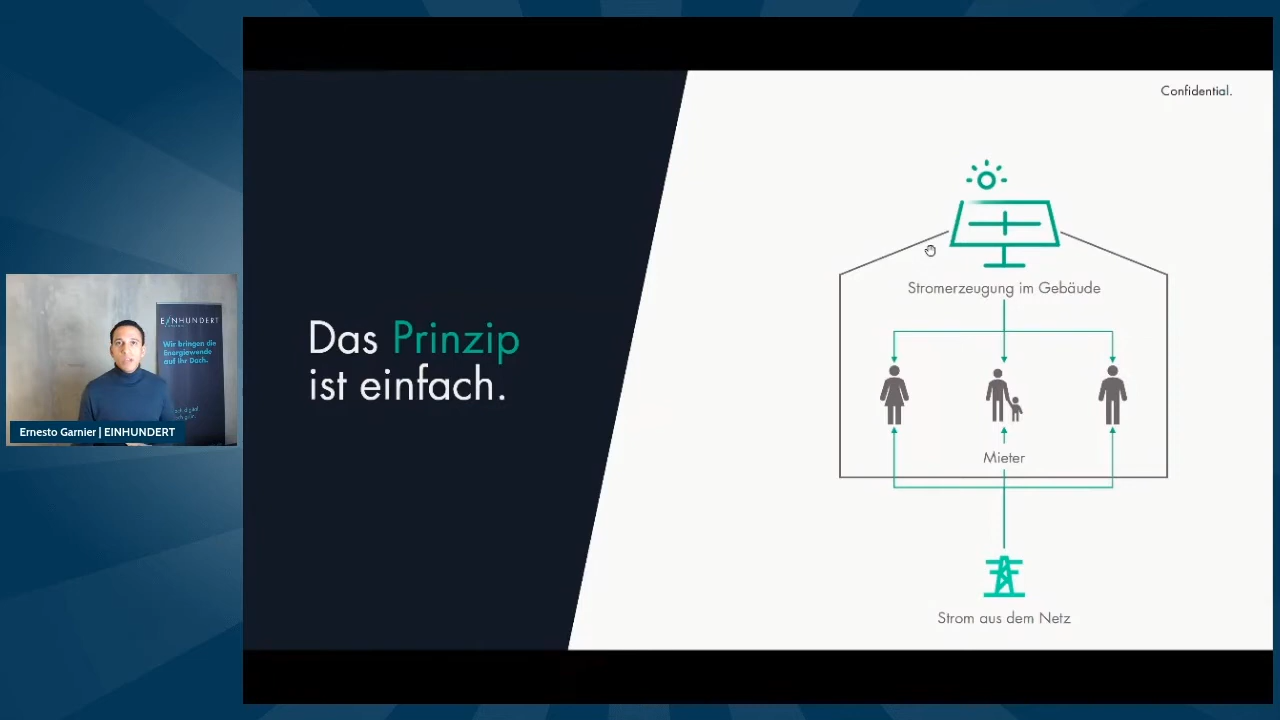 Confidential.
Das Prinzip
ist einfach.
Stromerzeugung im Gebäude
Mieter
Strom aus dem Netz
EINHUNDERT
Wir bringen die
Energiewende
auf Ihr Dach.
Ernesto Garnier | EINHUNDERT